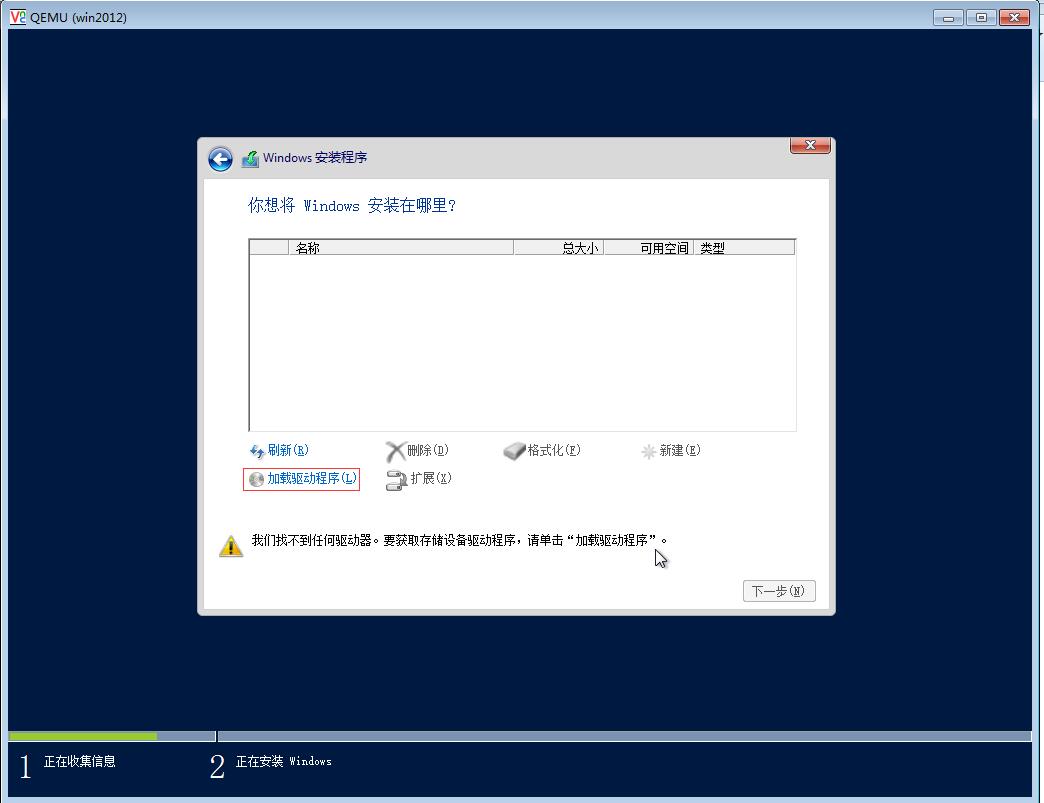 QEMU (win2012)
Windows 安装程序
你想将 Windows 安装在哪里?
名称 总大小 可用空间 类型
刷新(R) 删除(D) 格式化(F) 新建(E)
加载驱动程序(L) 扩展(X)
我们找不到任何驱动器。要获取存储设备驱动程序，请单击“加载驱动程序”。
下一步(N)
1 正在收集信息 2 正在安装 Windows